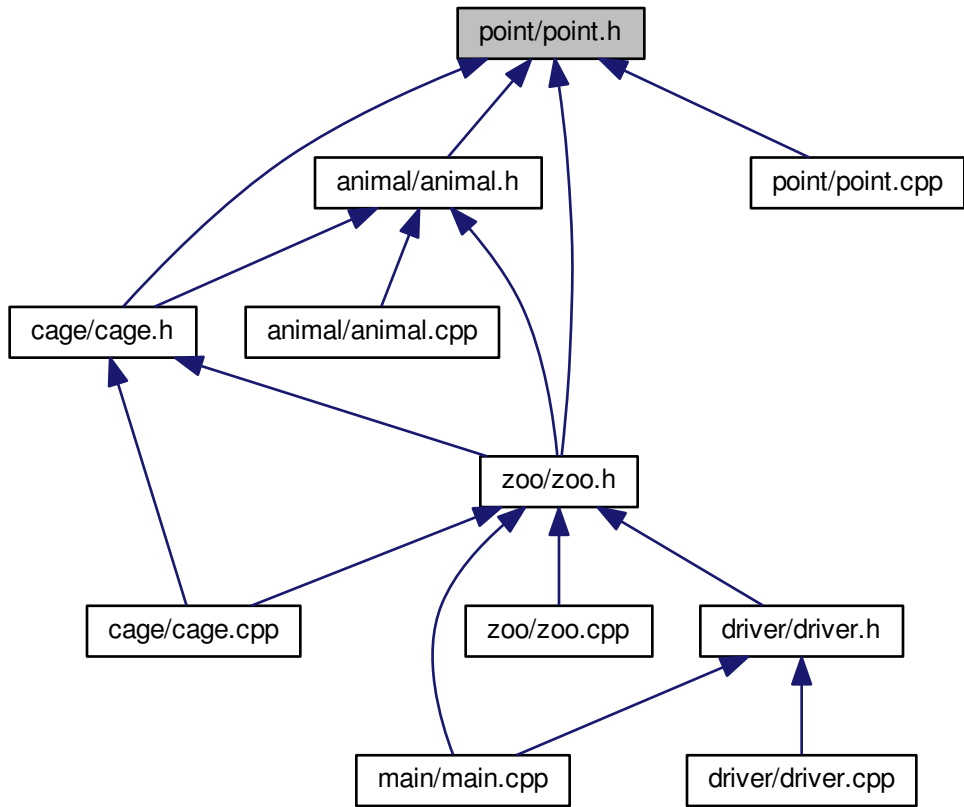 point/point.h
animal/animal.h
point/point.cpp
cage/cage.h
animal/animal.cpp
zoo/zoo.h
cage/cage.cpp
zoo/zoo.cpp
driver/driver.h
main/main.cpp
driver/driver.cpp